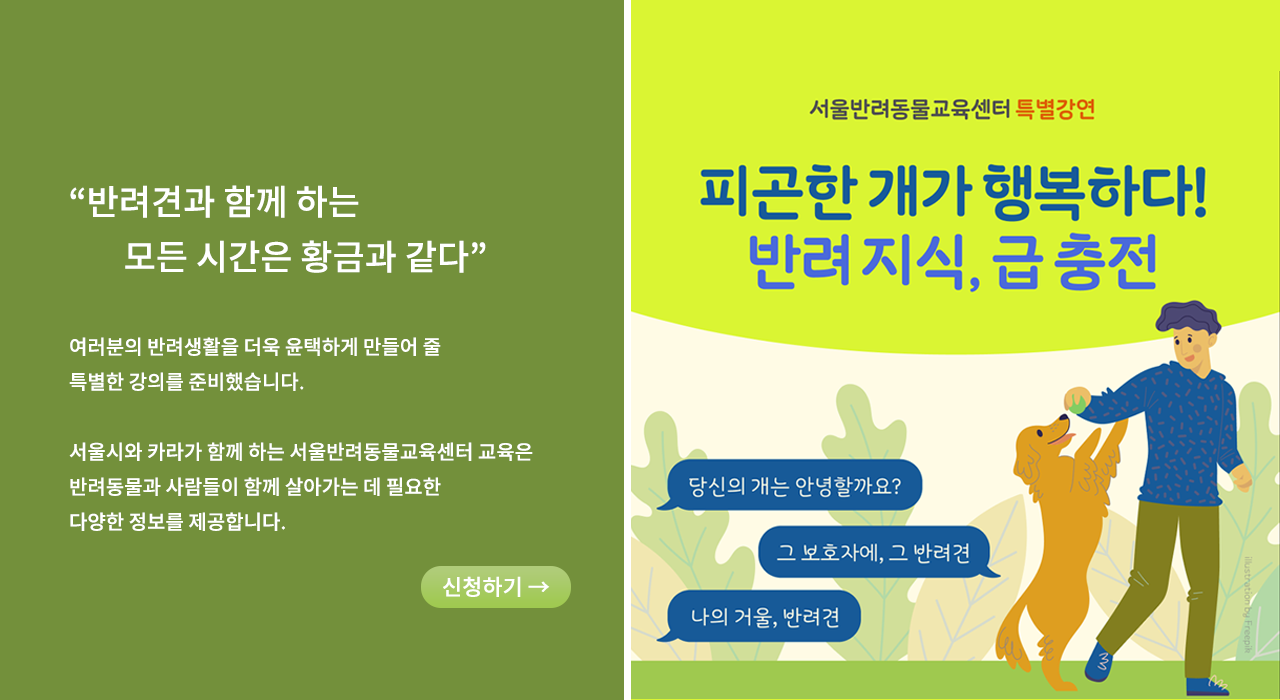 “반려견과 함께 하는
모든 시간은 황금과 같다”
여러분의 반려생활을 더욱 윤택하게 만들어 줄
특별한 강의를 준비했습니다.
서울시와 카라가 함께 하는 서울반려동물교육센터 교육은
반려동물과 사람들이 함께 살아가는 데 필요한
다양한 정보를 제공합니다.
신청하기 →
서울반려동물교육센터 특별강연
피곤한 개가 행복하다!
반려 지식, 급 충전
당신의 개는 안녕할까요?
그 보호자에, 그 반려견
나의 거울, 반려견
illustration by Freepik